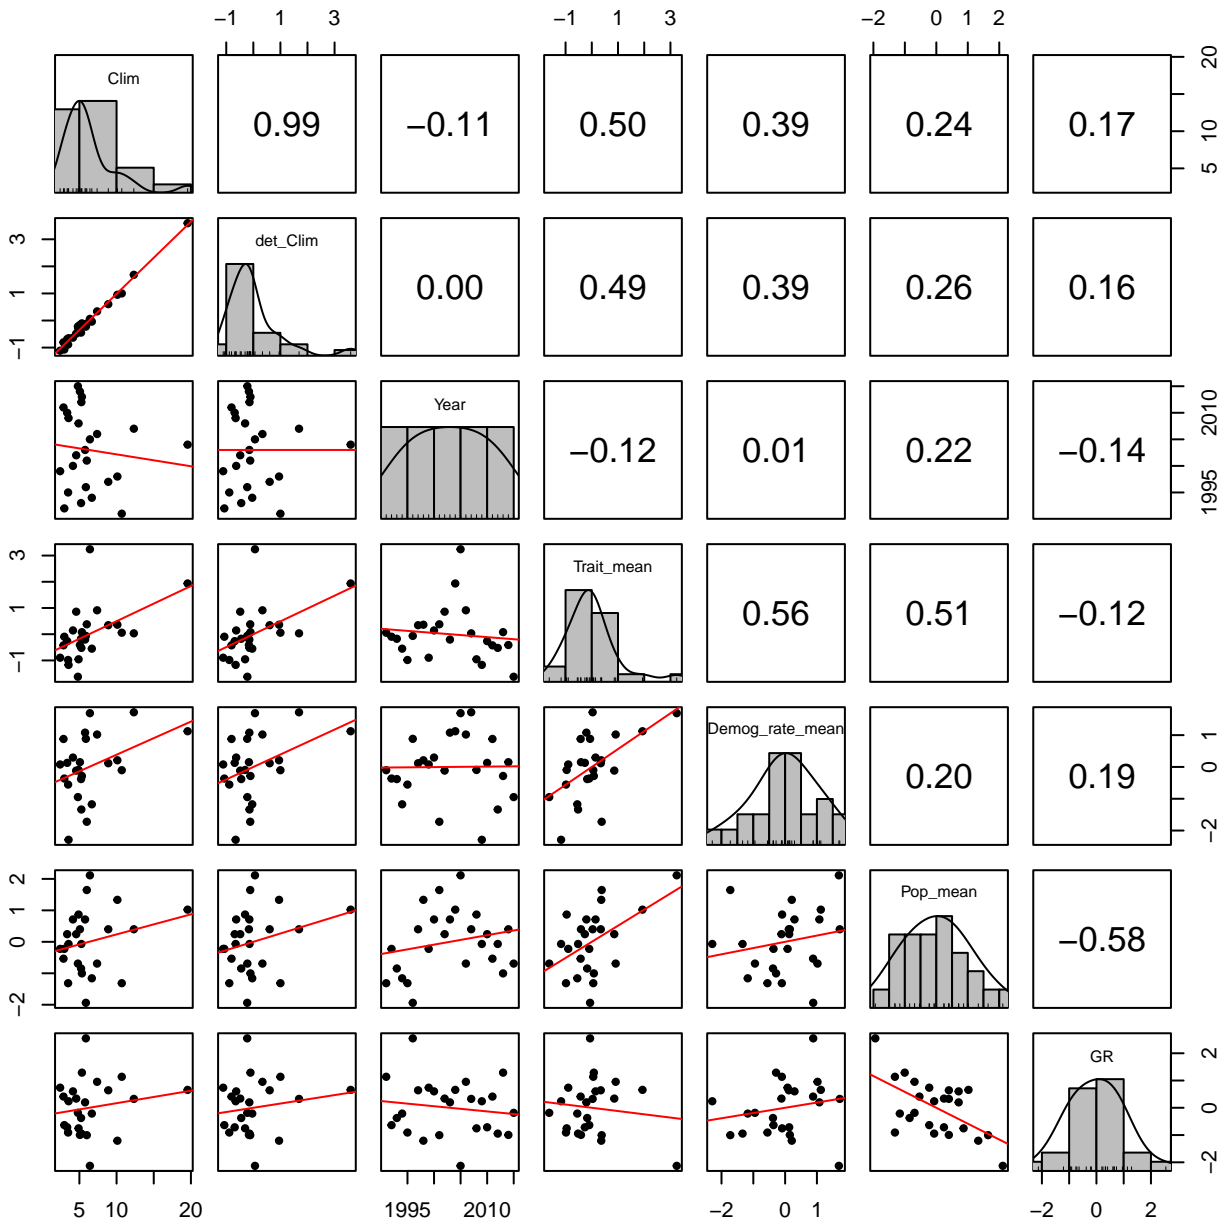 −1 3 −1 3 −2 0 1 2
Clim 0.99 −0.11 0.50 0.39 0.24 0.17 5 10 20
−1 1 3 det_Clim 0.00 0.49 0.39 0.26 0.16
Year −0.12 0.01 0.22 −0.14 1995 2010
−1 1 3 Trait_mean 0.56 0.51 −0.12
Demog_rate_mean 0.20 0.19 −2 0 1
−2 0 1 2 Pop_mean −0.58
GR −2 0 2
5 10 20 1995 2010 −2 0 1 −2 0 2